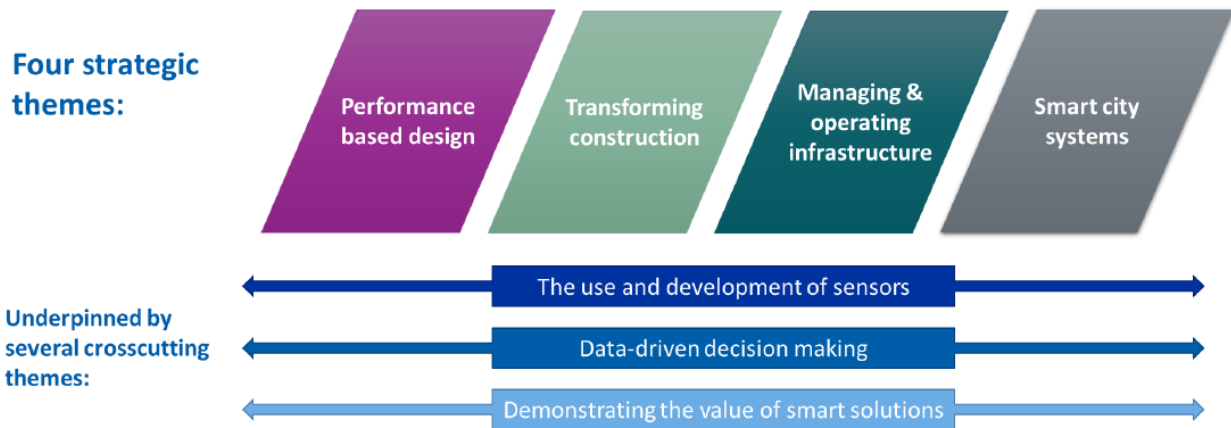 Four strategic
themes:
Performance
based design
Transforming
construction
Managing &
operating
infrastructure
Smart city
systems
Underpinned by
several crosscutting
themes:
The use and development of sensors
Data-driven decision making
Demonstrating the value of smart solutions